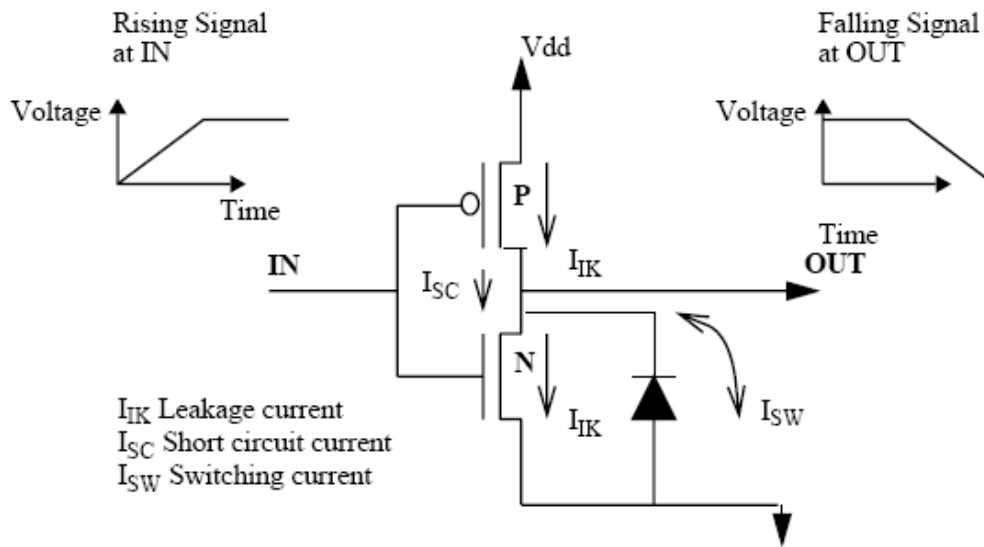 Rising Signal
at IN
Voltage
Time
Vdd
Falling Signal
at OUT
Voltage
Time
P
I_IK
IN
I_SC
OUT
N
I_IK
I_SW
I_IK Leakage current
I_SC Short circuit current
I_SW Switching current